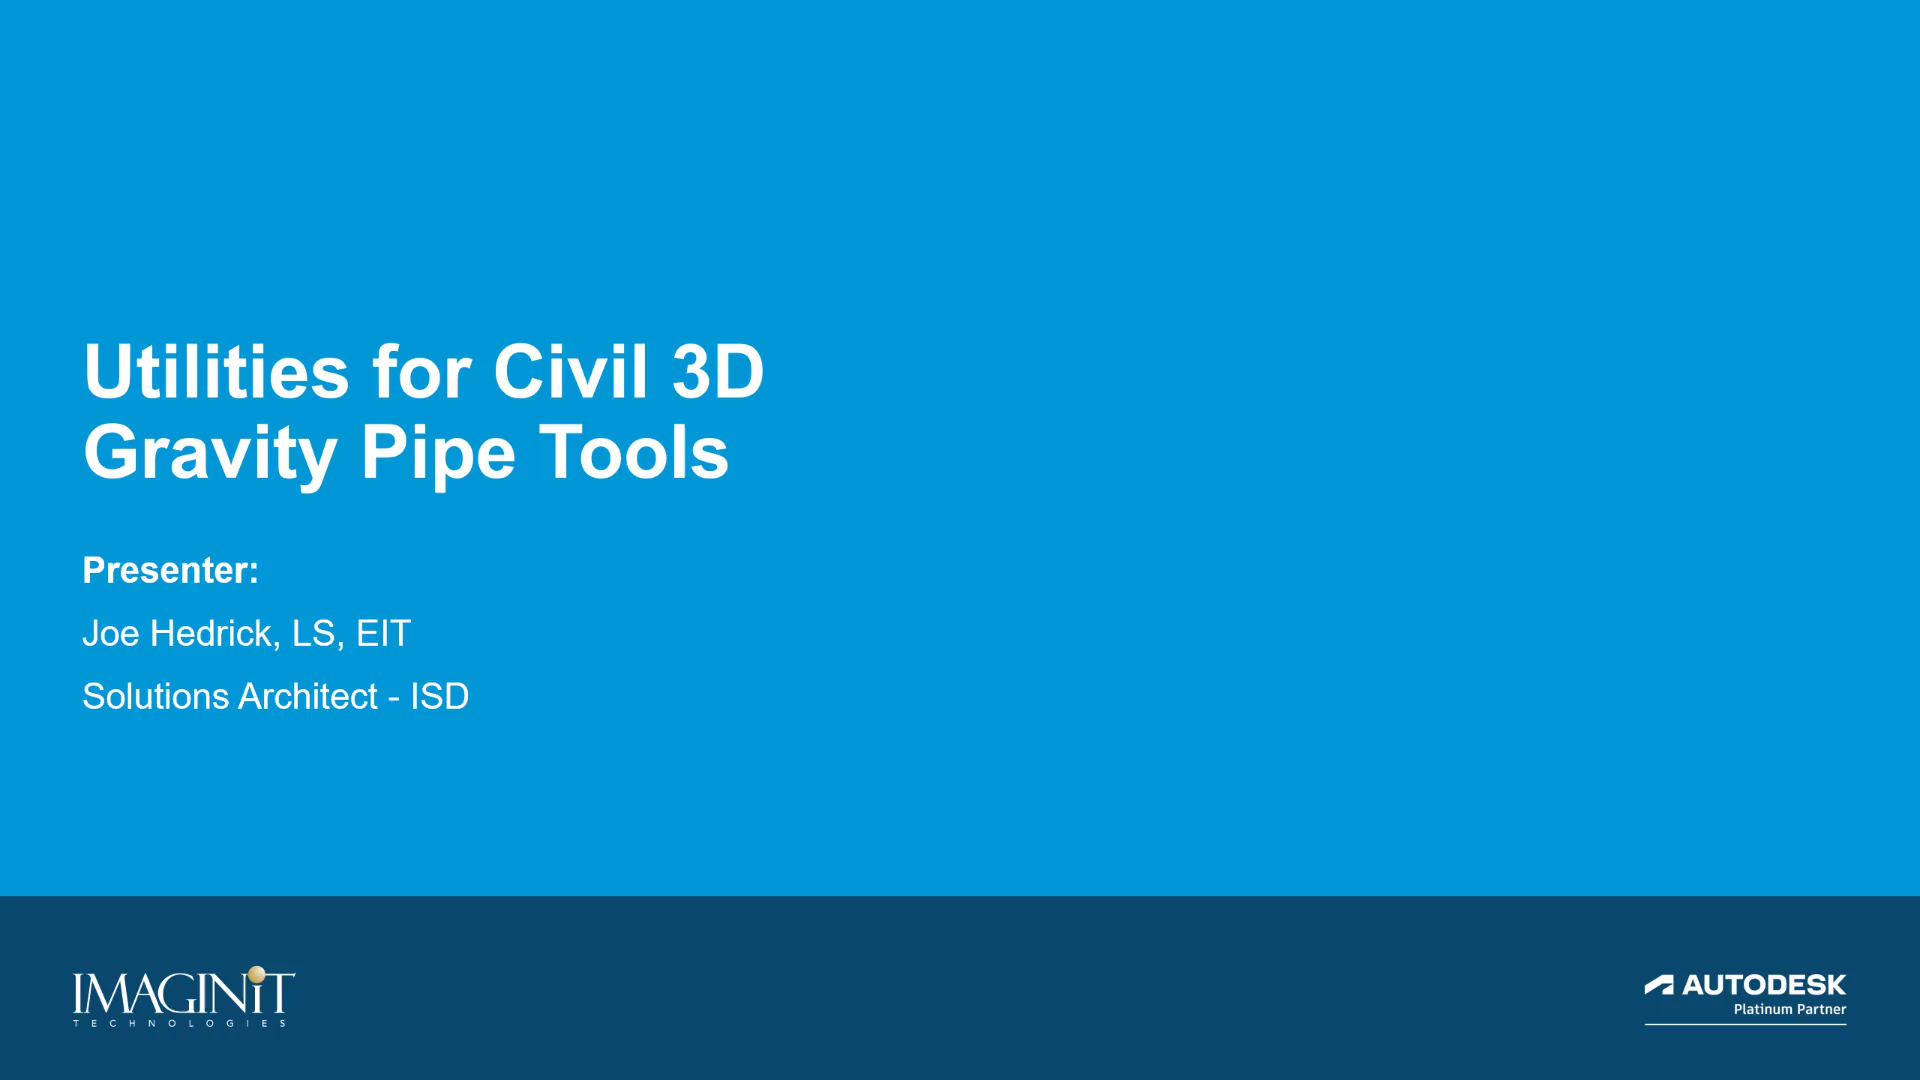 Utilities for Civil 3D
Gravity Pipe Tools
Presenter:
Joe Hedrick, LS, EIT
Solutions Architect - ISD
IMAGINiT
TECHNOLOGIES
AUTODESK
Platinum Partner